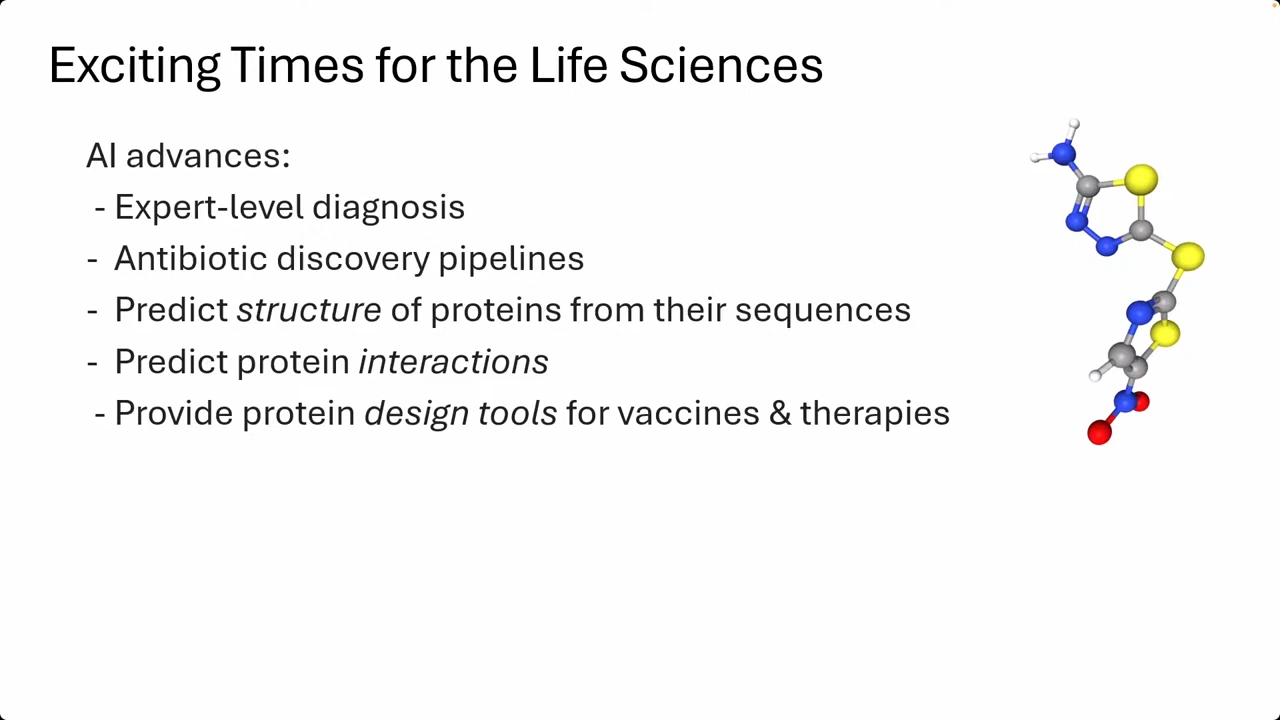 Exciting Times for the Life Sciences
AI advances:
- Expert-level diagnosis
- Antibiotic discovery pipelines
- Predict structure of proteins from their sequences
- Predict protein interactions
- Provide protein design tools for vaccines & therapies